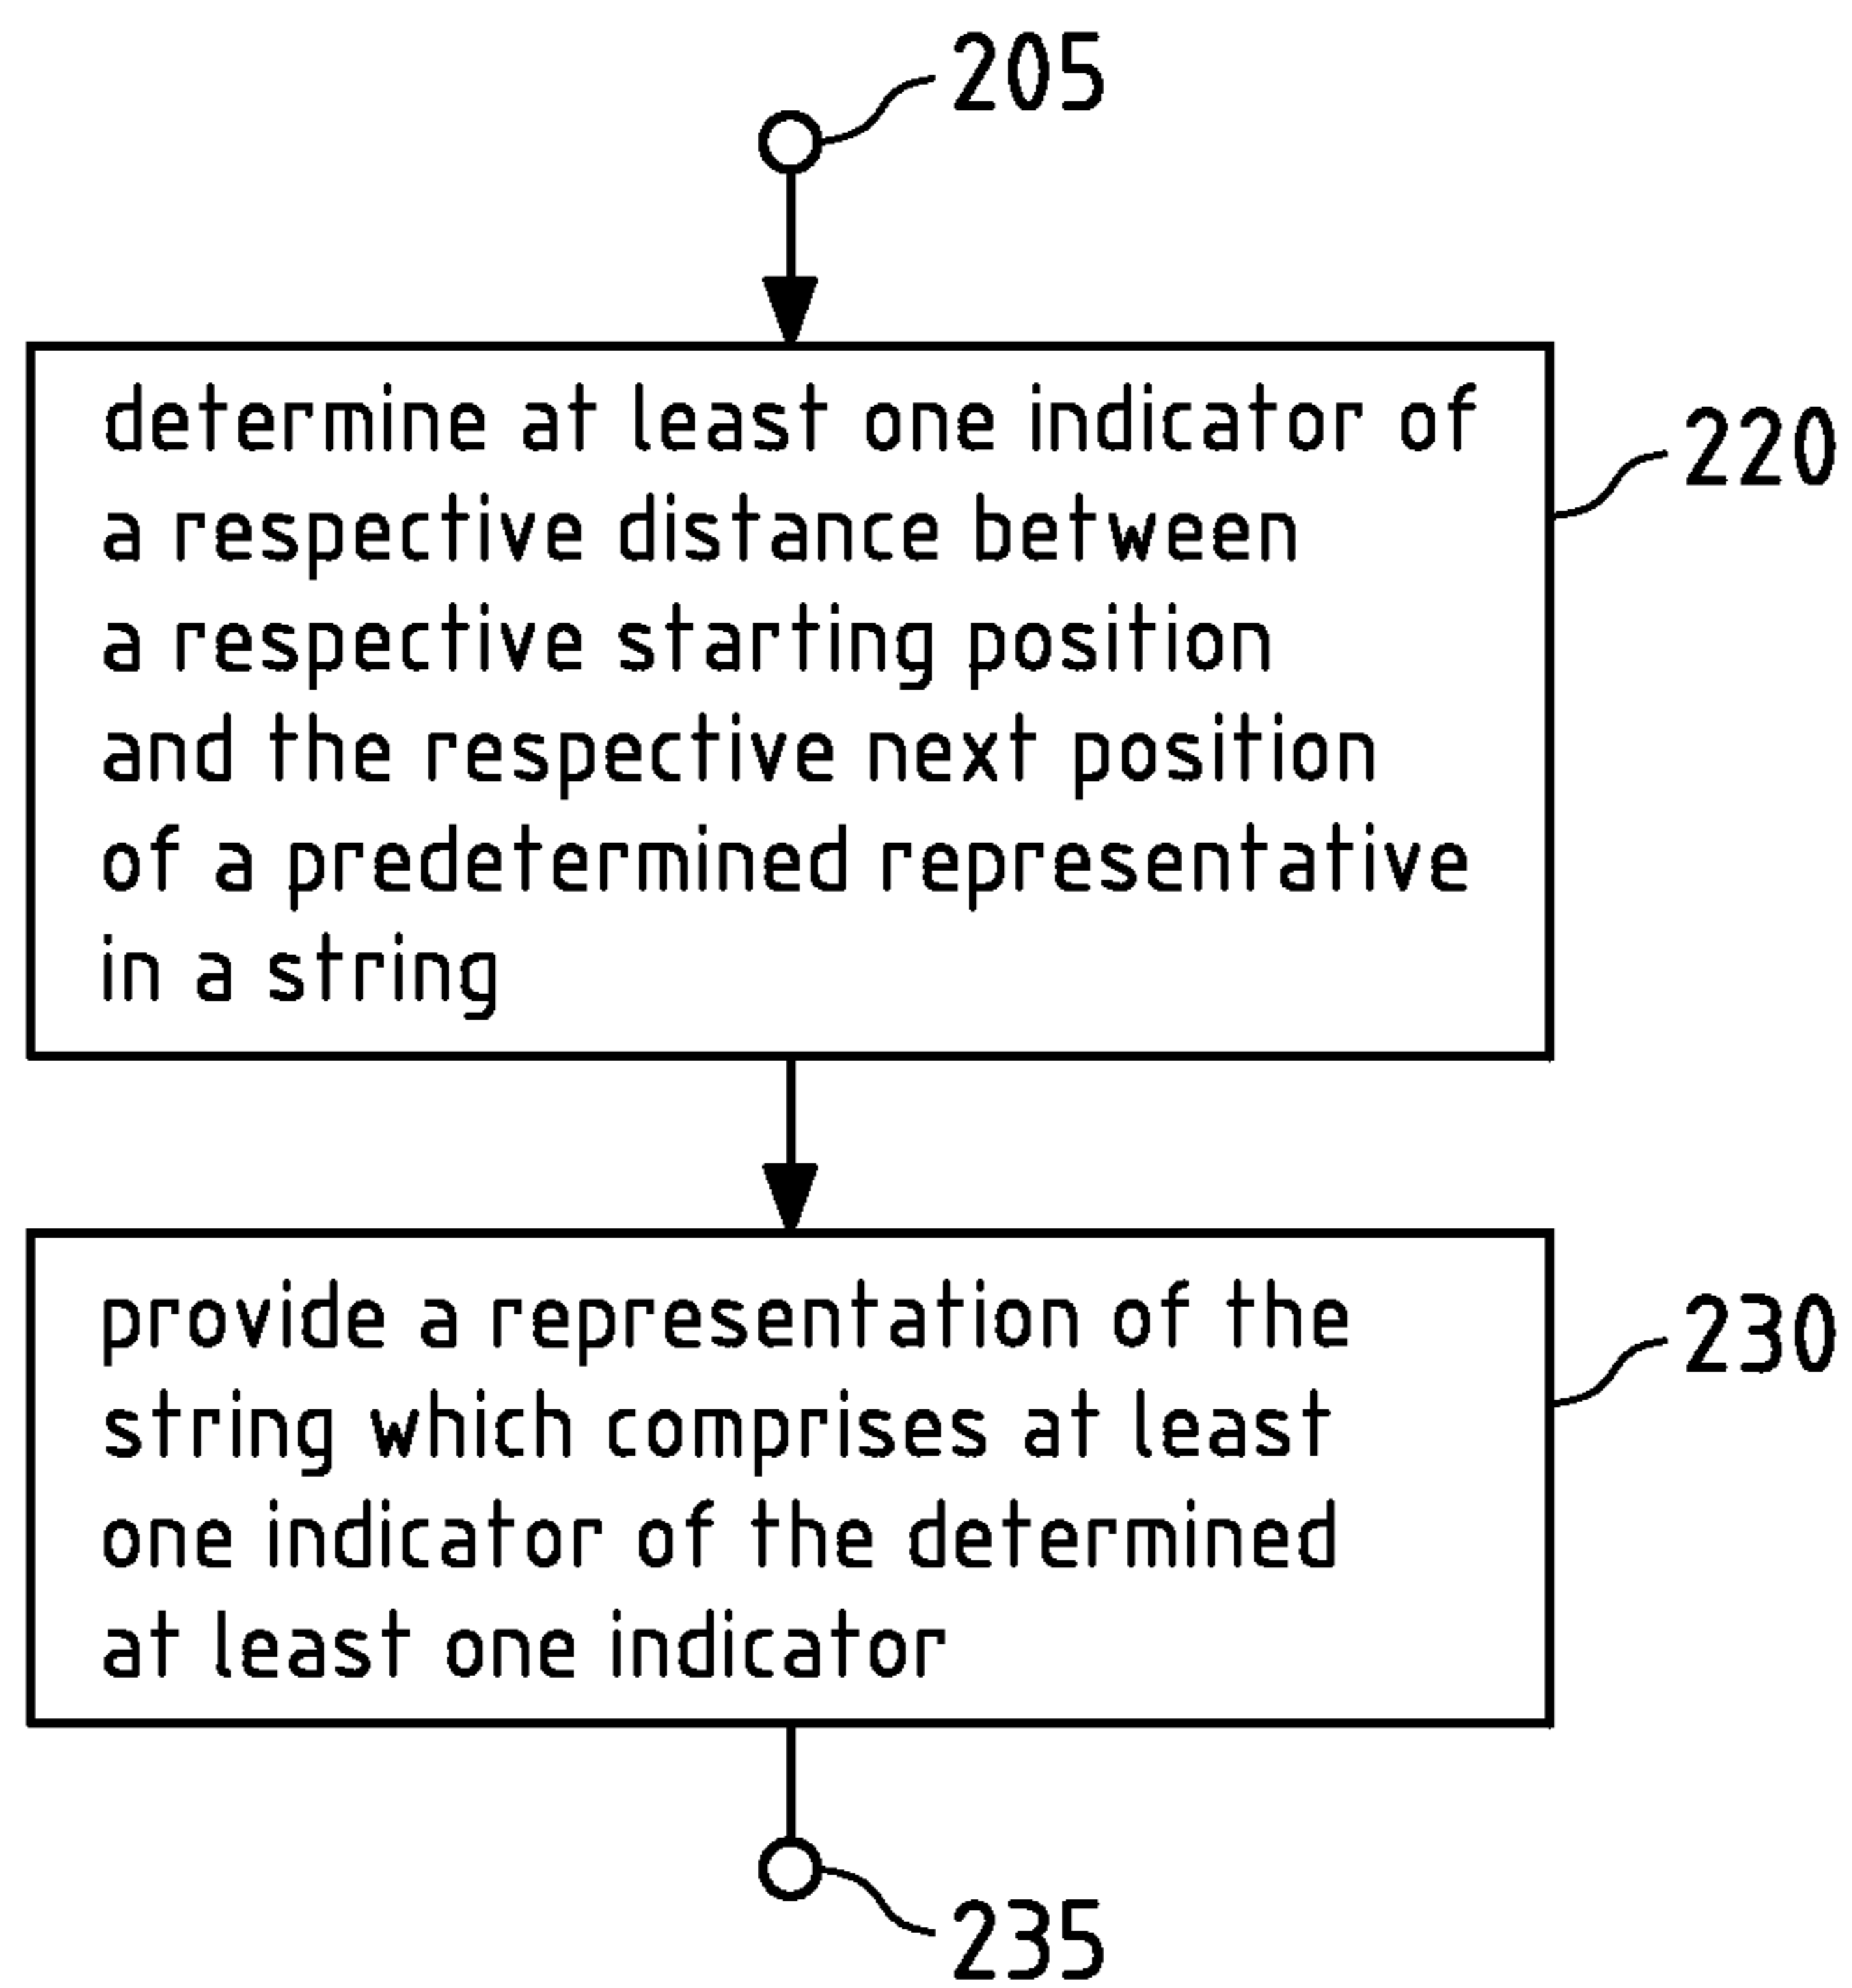 205
determine at least one indicator of
a respective distance between
a respective starting position
and the respective next position
of a predetermined representative
in a string
220
provide a representation of the
string which comprises at least
one indicator of the determined
at least one indicator
230
235